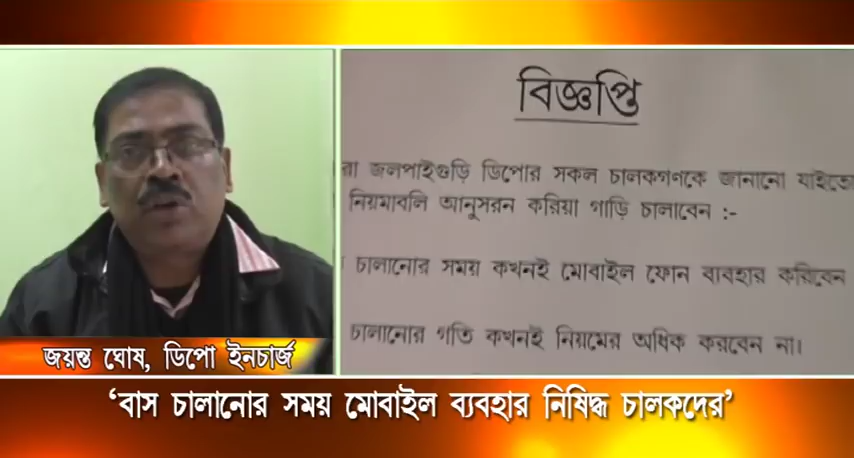 বিজ্ঞপ্তি
রা জলপাইগুড়ি ডিপোর সকল চালকগণকে জানানো যাইতে
নিয়মাবলি আনুসরন করিয়া গাড়ি চালাবেন :-
চালানোর সময় কখনই মোবাইল ফোন ব্যবহার করিবেন
চালানোর গতি কখনই নিয়মের অধিক করবেন না।
জয়ন্ত ঘোষ, ডিপো ইনচার্জ
‘বাস চালানোর সময় মোবাইল ব্যবহার নিষিদ্ধ চালকদের’